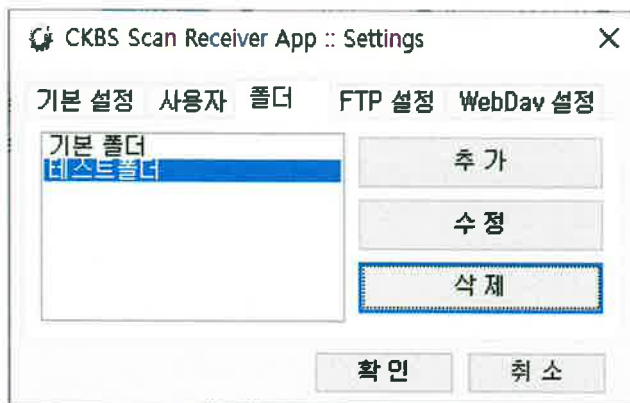 CKBS Scan Receiver App :: Settings
기본 설정 사용자 폴더 FTP 설정 WebDav 설정
기본 폴더
테스트폴더
추 가
수 정
삭 제
확 인 취 소